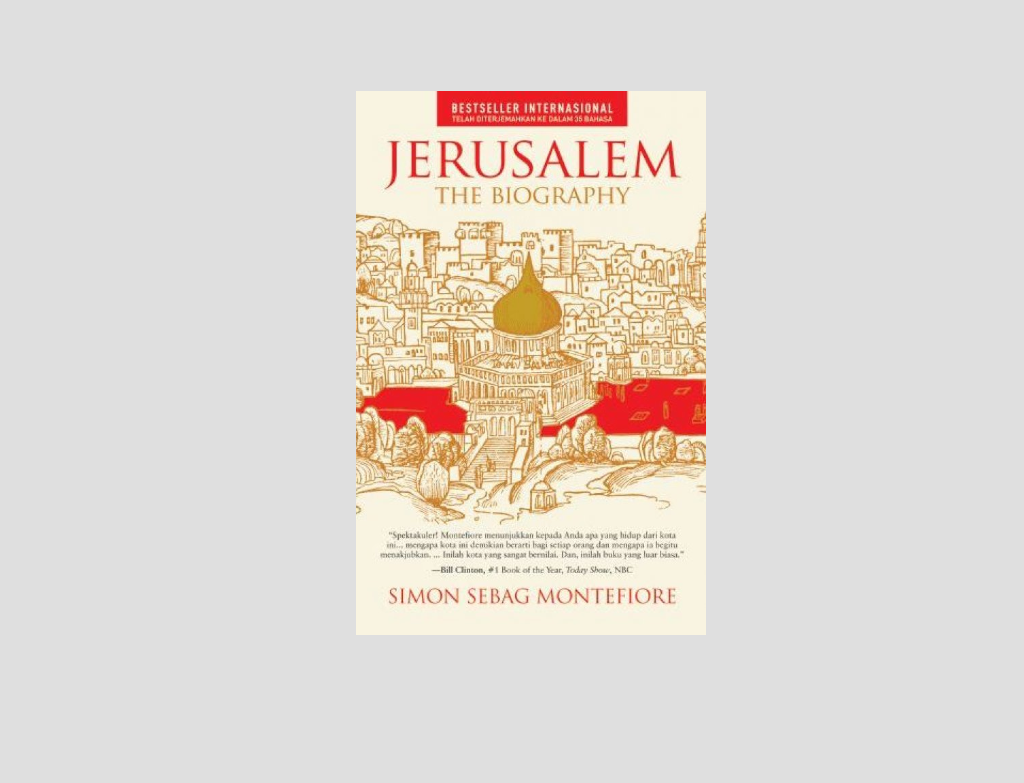 BESTSELLER INTERNASIONAL
TELAH DITERJEMAHKAN KE DALAM 35 BAHASA
JERUSALEM
THE BIOGRAPHY
“Spektakuler! Montefiore menunjukkan kepada Anda apa yang hidup dari kota
ini... mengapa kota ini demikian berarti bagi setiap orang dan mengapa ia begitu
menakjubkan. ... Inilah kota yang sangat bernilai. Dan, inilah buku yang luar biasa.”
—Bill Clinton, #1 Book of the Year, Today Show, NBC
SIMON SEBAG MONTEFIORE